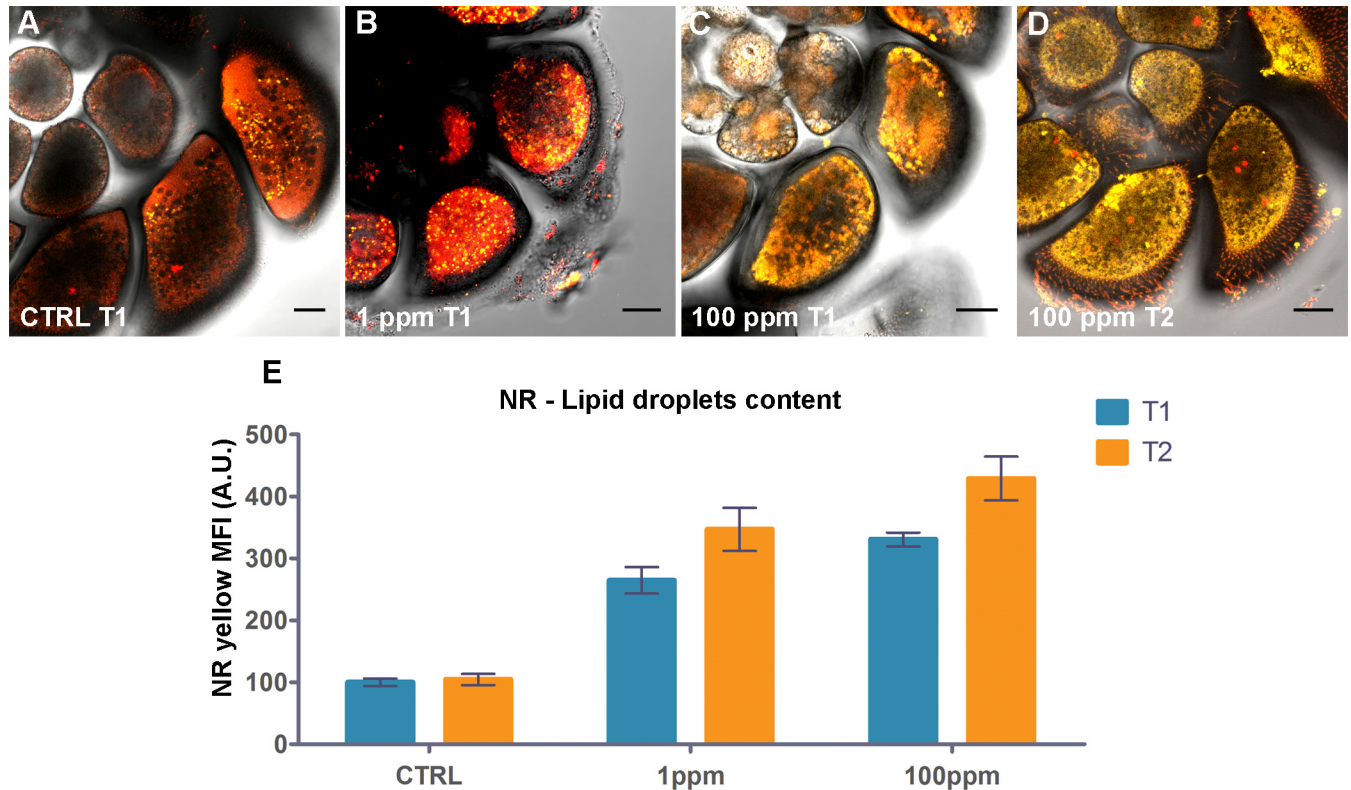 A
B
C
D
CTRL T1
1 ppm T1
100 ppm T1
100 ppm T2
E
NR - Lipid droplets content
T1
T2
NR yellow MFI (A.U.)
500
400
300
200
100
0
CTRL
1ppm
100ppm